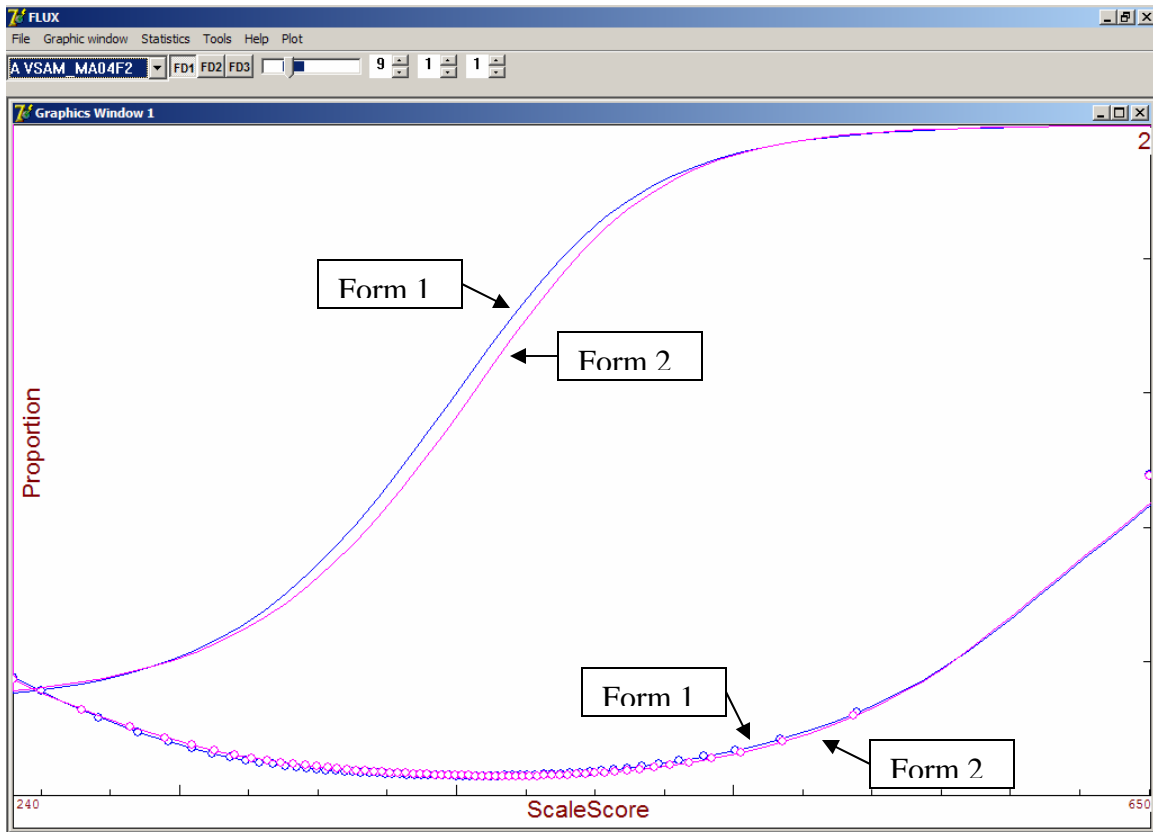 FLUX
File Graphic window Statistics Tools Help Plot
A VSAM_MA04F2 FD1 FD2 FD3 9 1 1
Graphics Window 1
2
Form 1
Form 2
Proportion
Form 1
Form 2
240 ScaleScore 650